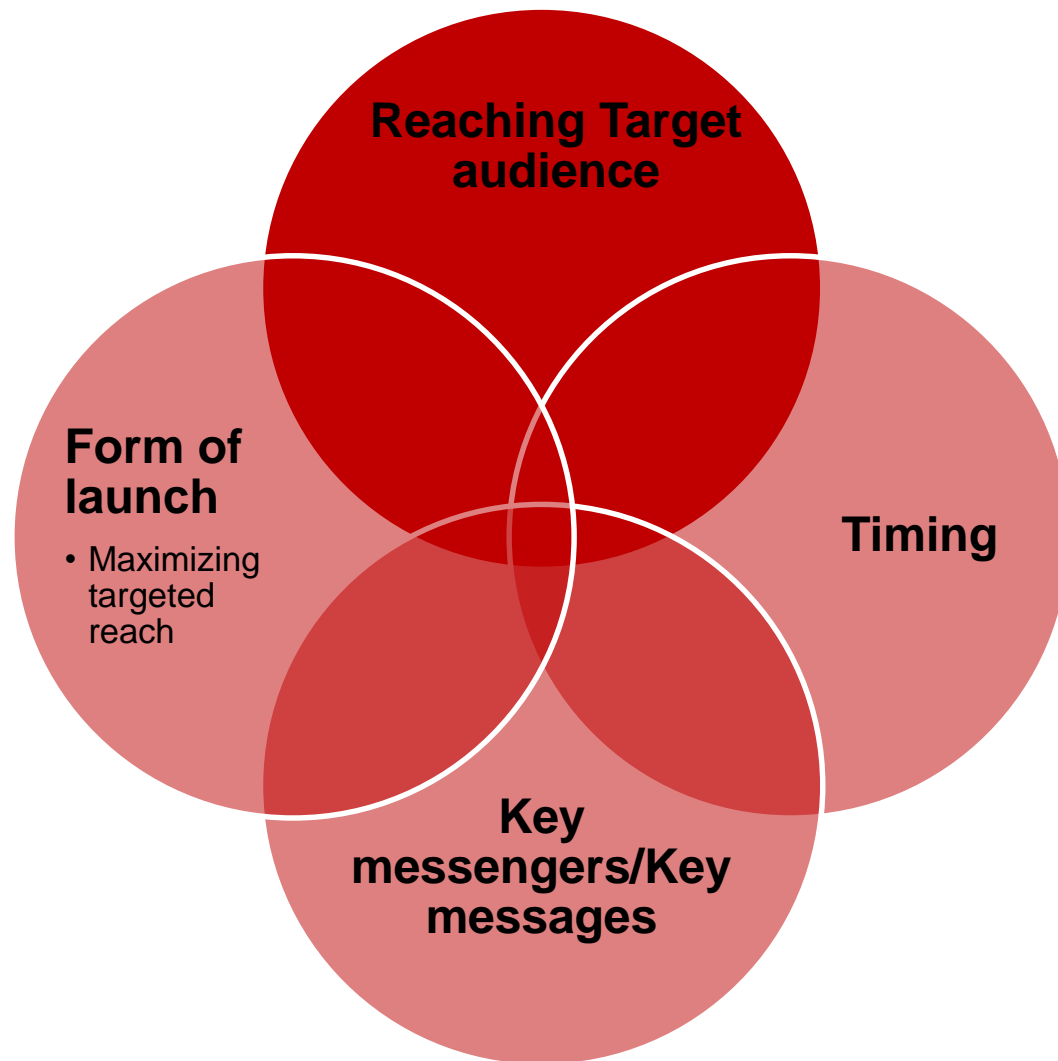 Reaching Target
audience
Form of
launch
• Maximizing
targeted
reach
Timing
Key
messengers/Key
messages